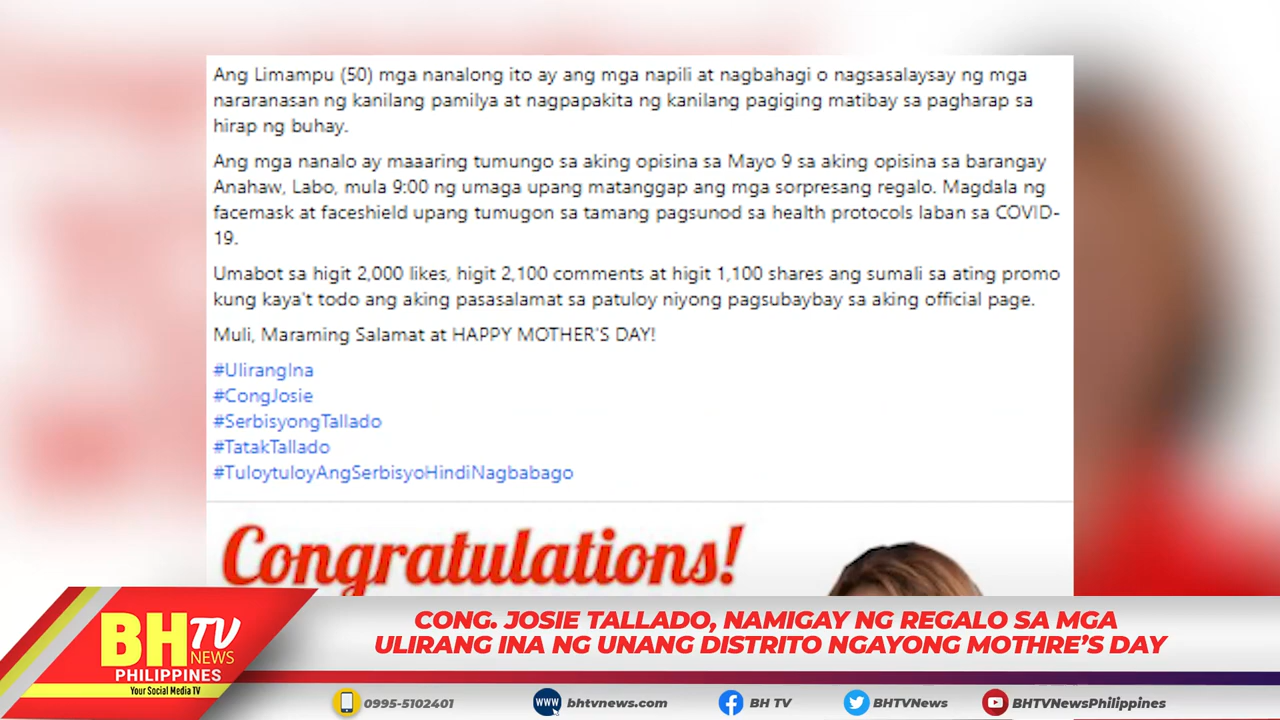 Ang Limampu (50) mga nanalong ito ay ang mga napili at nagbahagi o nagsasalaysay ng mga
nararanasan ng kanilang pamilya at nagpapakita ng kanilang pagiging matibay sa pagharap sa
hirap ng buhay.
Ang mga nanalo ay maaaring tumungo sa aking opisina sa Mayo 9 sa aking opisina sa barangay
Anahaw, Labo, mula 9:00 ng umaga upang matanggap ang mga sorpresang regalo. Magdala ng
facemask at faceshield upang tumugon sa tamang pagsunod sa health protocols laban sa COVID-
19.
Umabot sa higit 2,000 likes, higit 2,100 comments at higit 1,100 shares ang sumali sa ating promo
kung kaya't todo ang aking pasasalamat sa patuloy niyong pagsubaybay sa aking official page.
Muli, Maraming Salamat at HAPPY MOTHER'S DAY!
#UlirangIna
#CongJosie
#SerbisyongTallado
#TatakTallado
#TuloytuloyAngSerbisyoHindiNagbabago
Congratulations!
CONG. JOSIE TALLADO, NAMIGAY NG REGALO SA MGA
ULIRANG INA NG UNANG DISTRITO NGAYONG MOTHRE'S DAY
BH TV
NEWS
PHILIPPINES
Your Social Media TV
0995-5102401
www bhtvnews.com
BH TV
BHTVNews
BHTVNewsPhilippines